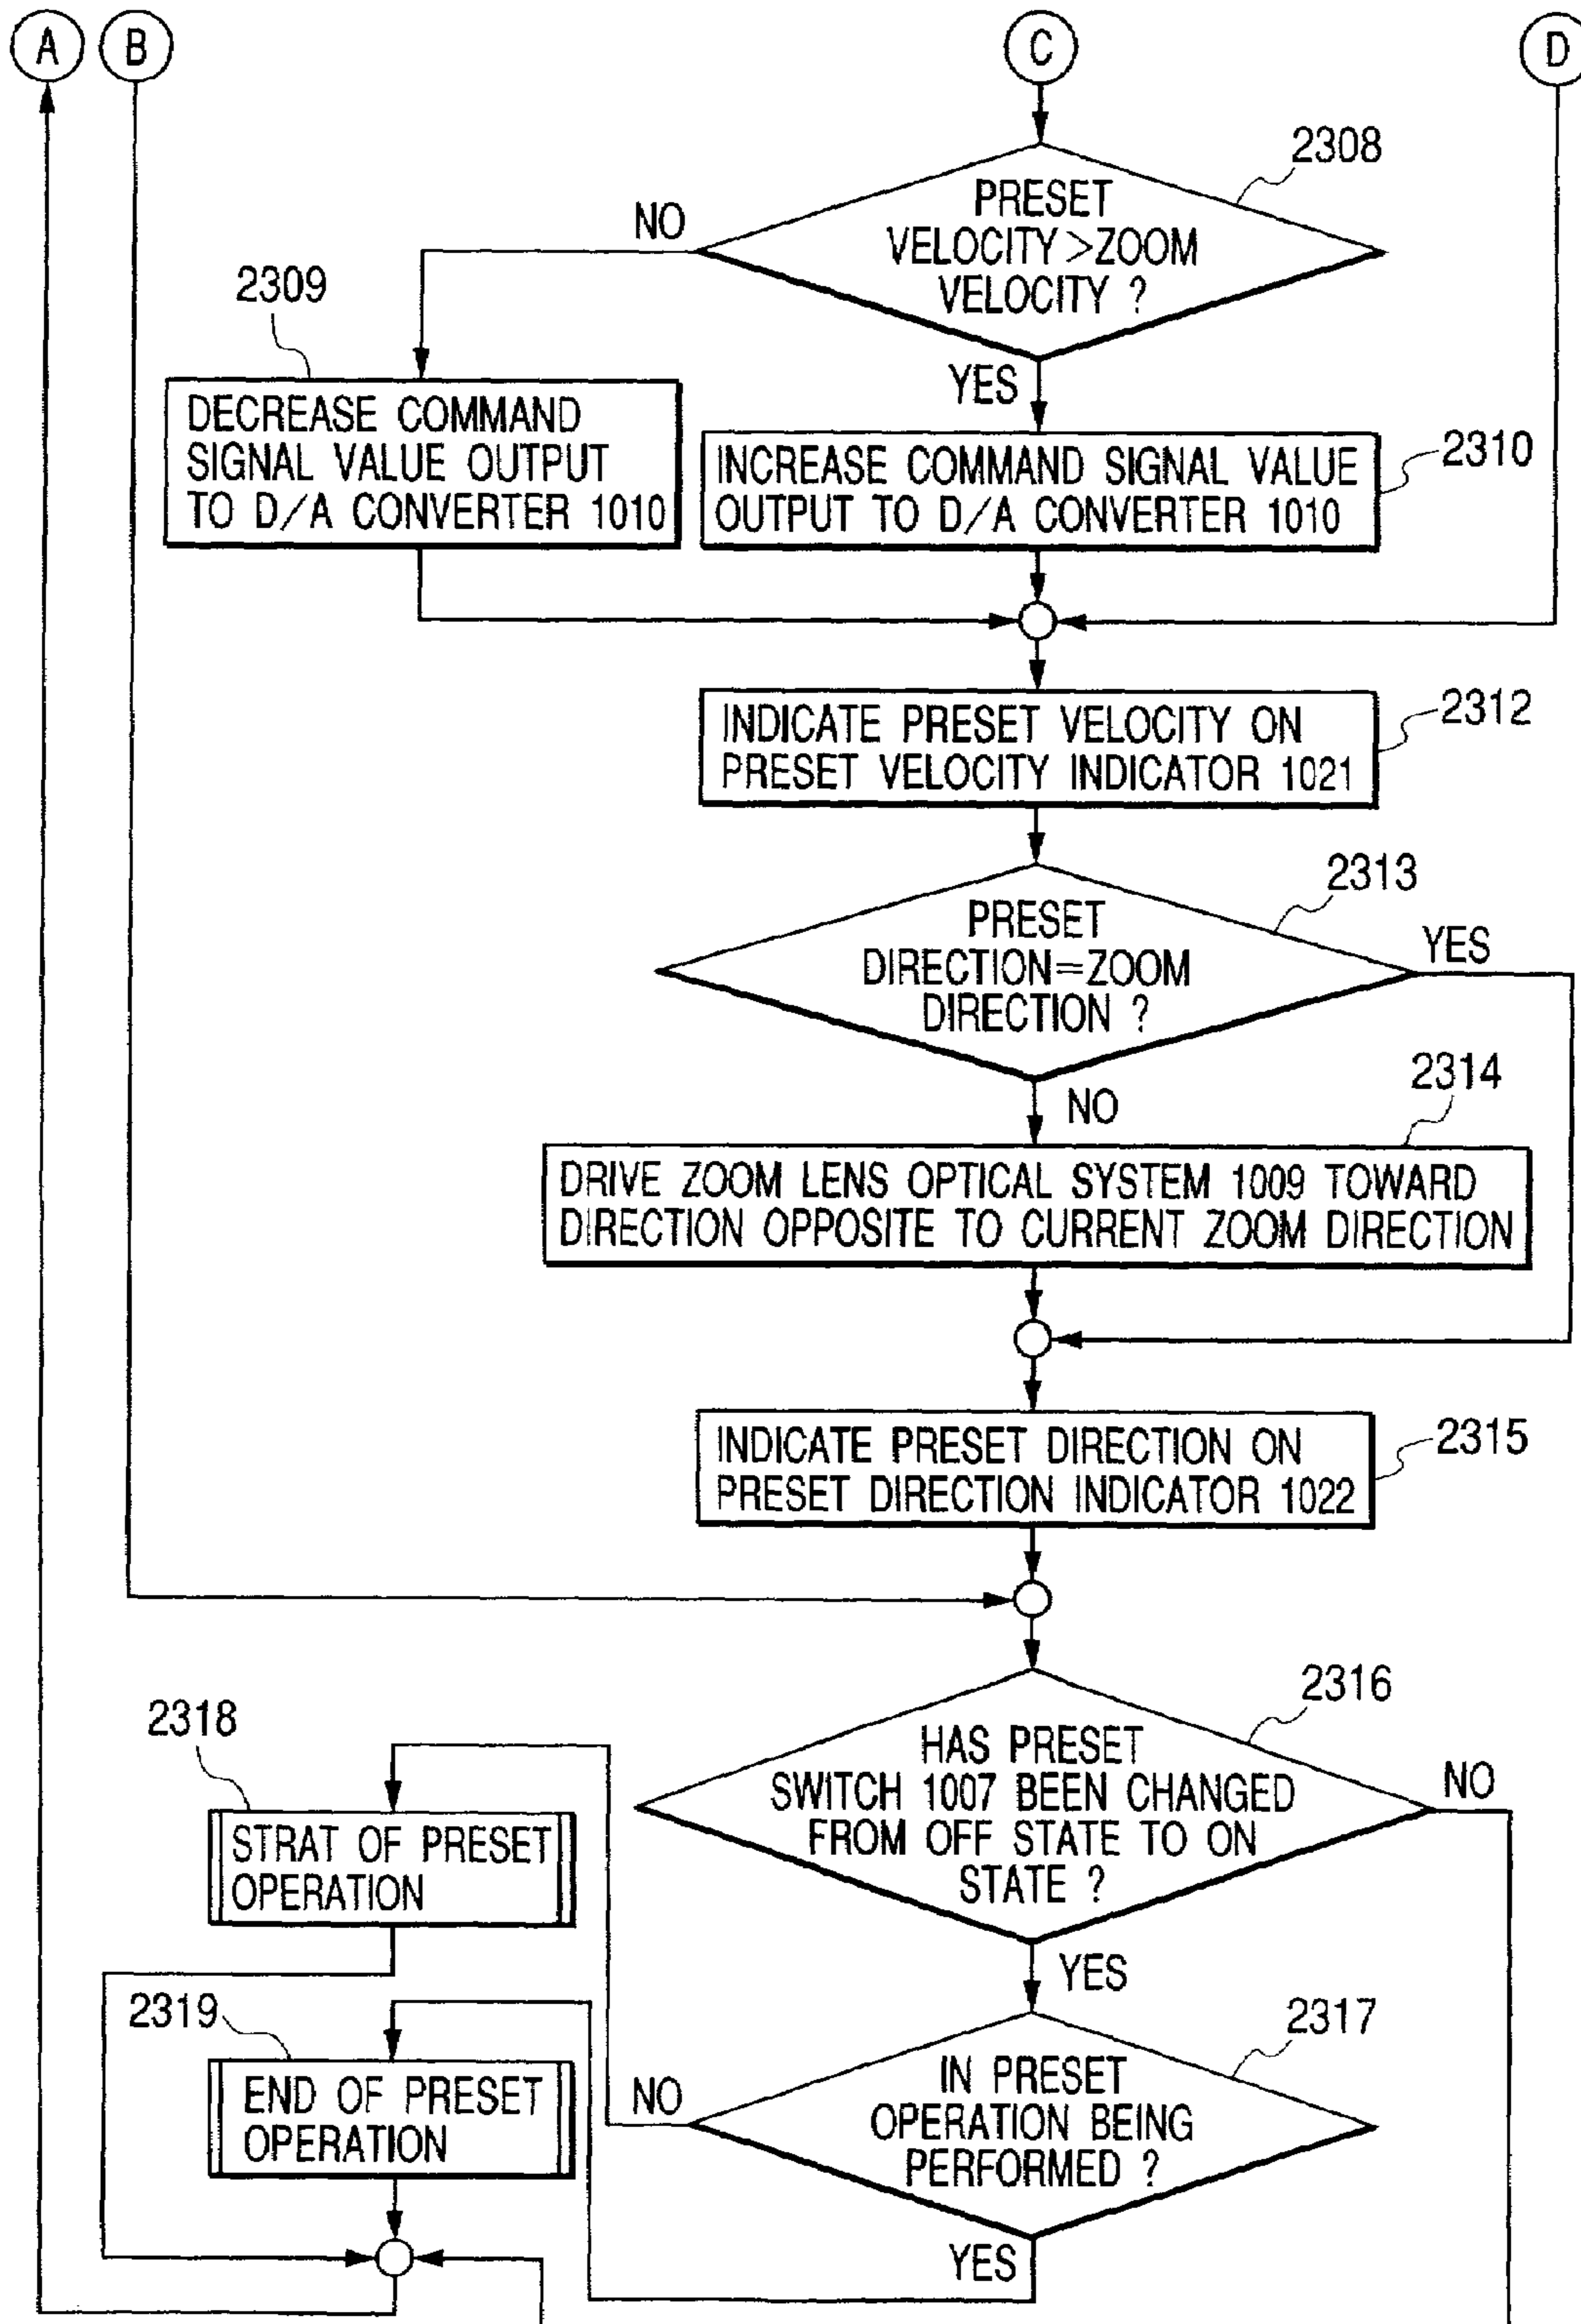 A
B
C
D
2308
PRESET
VELOCITY>ZOOM
VELOCITY ?
NO
2309
YES
DECREASE COMMAND
SIGNAL VALUE OUTPUT
TO D/A CONVERTER 1010
2310
INCREASE COMMAND SIGNAL VALUE
OUTPUT TO D/A CONVERTER 1010
2312
INDICATE PRESET VELOCITY ON
PRESET VELOCITY INDICATOR 1021
2313
PRESET
DIRECTION=ZOOM
DIRECTION ?
YES
NO
2314
DRIVE ZOOM LENS OPTICAL SYSTEM 1009 TOWARD
DIRECTION OPPOSITE TO CURRENT ZOOM DIRECTION
2315
INDICATE PRESET DIRECTION ON
PRESET DIRECTION INDICATOR 1022
2316
HAS PRESET
SWITCH 1007 BEEN CHANGED
FROM OFF STATE TO ON
STATE ?
NO
YES
2318
STRAT OF PRESET
OPERATION
2317
IN PRESET
OPERATION BEING
PERFORMED ?
NO
YES
2319
END OF PRESET
OPERATION